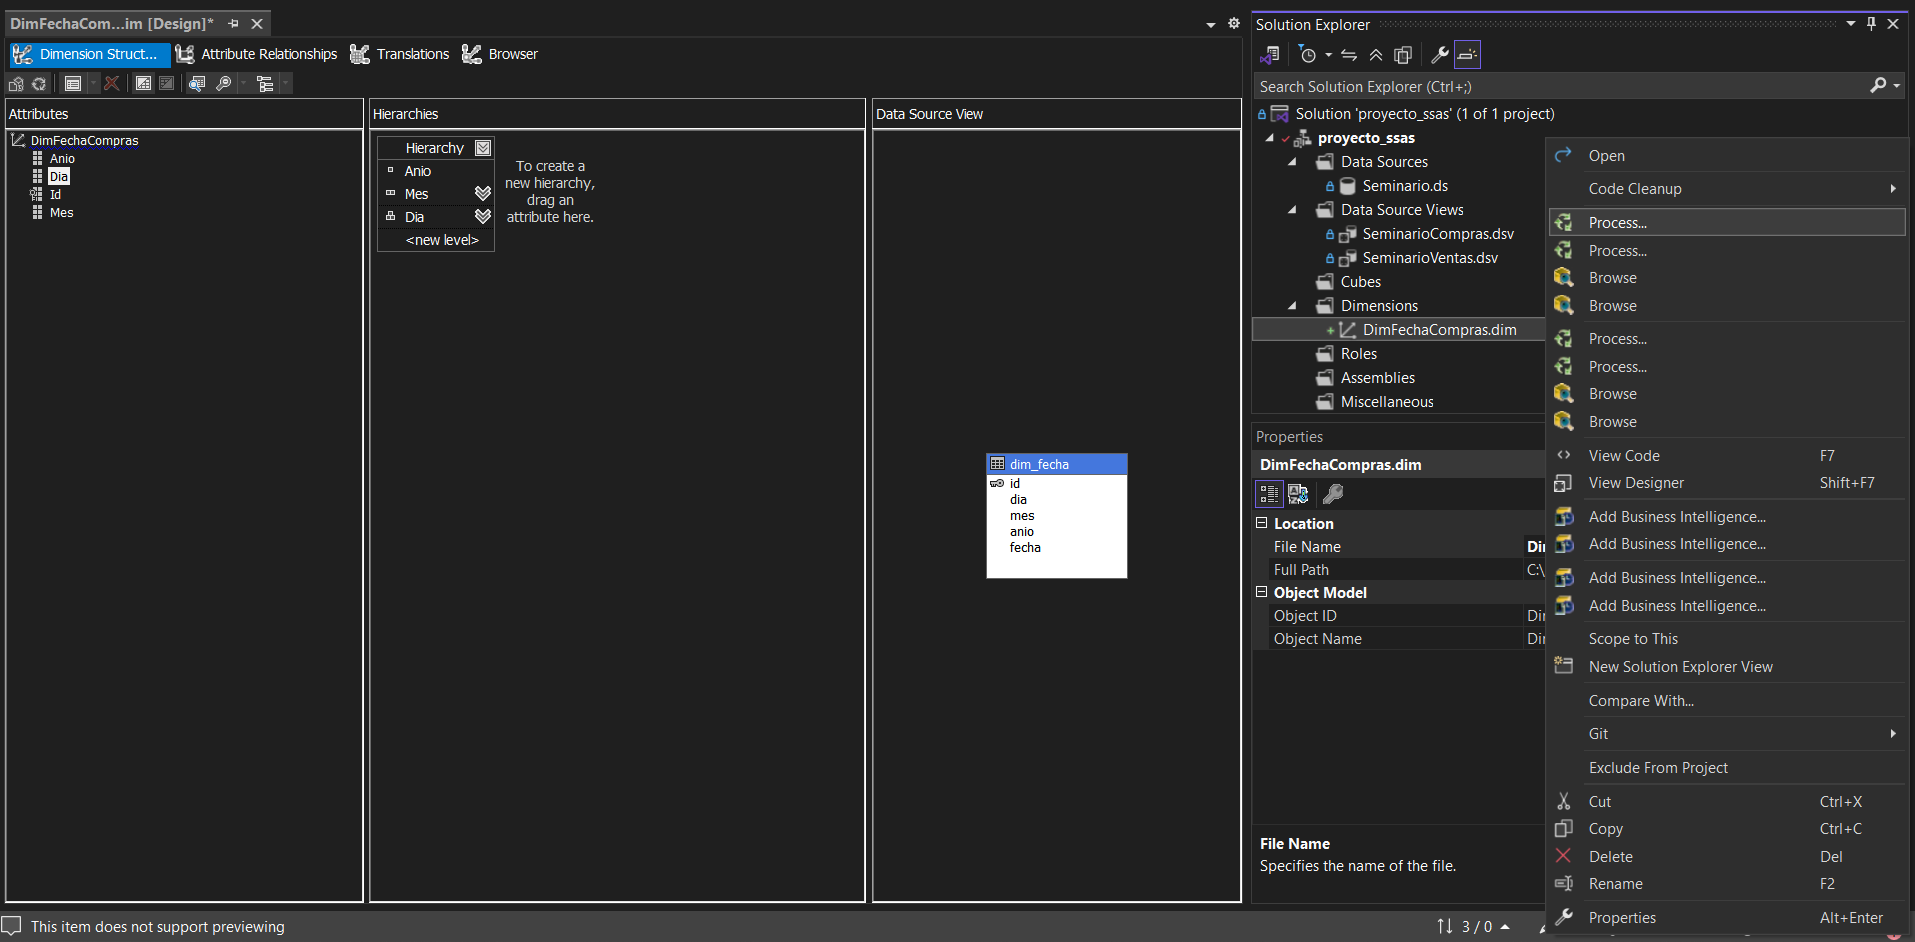 DimFechaCom...im [Design]*
Dimension Struct...
Attribute Relationships
Translations
Browser
Attributes
DimFechaCompras
Anio
Dia
Id
Mes
Hierarchies
Hierarchy
Anio
Mes
Dia
<new level>
To create a
new hierarchy,
drag an
attribute here.
Data Source View
dim_fecha
id
dia
mes
anio
fecha
Solution Explorer
Search Solution Explorer (Ctrl+;)
Solution 'proyecto_ssas' (1 of 1 project)
proyecto_ssas
Data Sources
Seminario.ds
Data Source Views
SeminarioCompras.dsv
SeminarioVentas.dsv
Cubes
Dimensions
DimFechaCompras.dim
Roles
Assemblies
Miscellaneous
Properties
DimFechaCompras.dim
Location
File Name Dir
Full Path C:\
Object Model
Object ID Dir
Object Name Dir
File Name
Specifies the name of the file.
Open
Code Cleanup
Process...
Process...
Browse
Browse
Process...
Process...
Browse
Browse
View Code F7
View Designer Shift+F7
Add Business Intelligence...
Add Business Intelligence...
Add Business Intelligence...
Add Business Intelligence...
Scope to This
New Solution Explorer View
Compare With...
Git
Exclude From Project
Cut Ctrl+X
Copy Ctrl+C
Delete Del
Rename F2
Properties Alt+Enter
This item does not support previewing
3 / 0